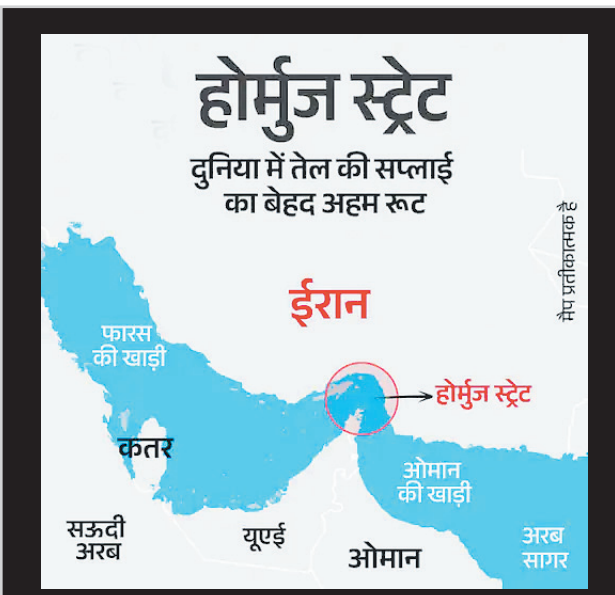 होर्मुज स्ट्रेट
दुनिया में तेल की सप्लाई
का बेहद अहम रूट
मैप प्रतीकात्मक है
ईरान
फारस
की खाड़ी
होर्मुज स्ट्रेट
कतर
ओमान
की खाड़ी
सऊदी
अरब
यूएई
ओमान
अरब
सागर